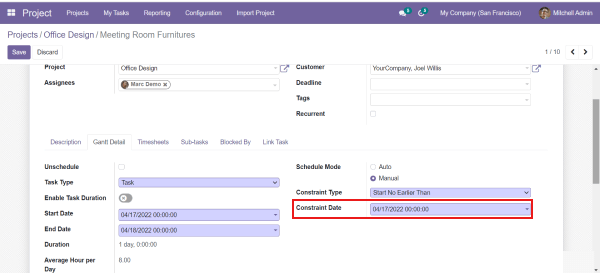 Project Projects My Tasks Reporting Configuration Import Project 5 5 My Company (San Francisco) Mitchell Admin
Projects / Office Design / Meeting Room Furnitures
Save Discard 1 / 10
Project Office Design Customer YourCompany, Joel Willis
Assignees Marc Demo x Deadline
Tags
Recurrent
Description Gantt Detail Timesheets Sub-tasks Blocked By Link Task
Unschedule Schedule Mode Auto
Manual
Task Type Task Constraint Type Start No Earlier Than
Enable Task Duration Constraint Date 04/17/2022 00:00:00
Start Date 04/17/2022 00:00:00
End Date 04/18/2022 00:00:00
Duration 1 day, 0:00:00
Average Hour per 8.00
Day